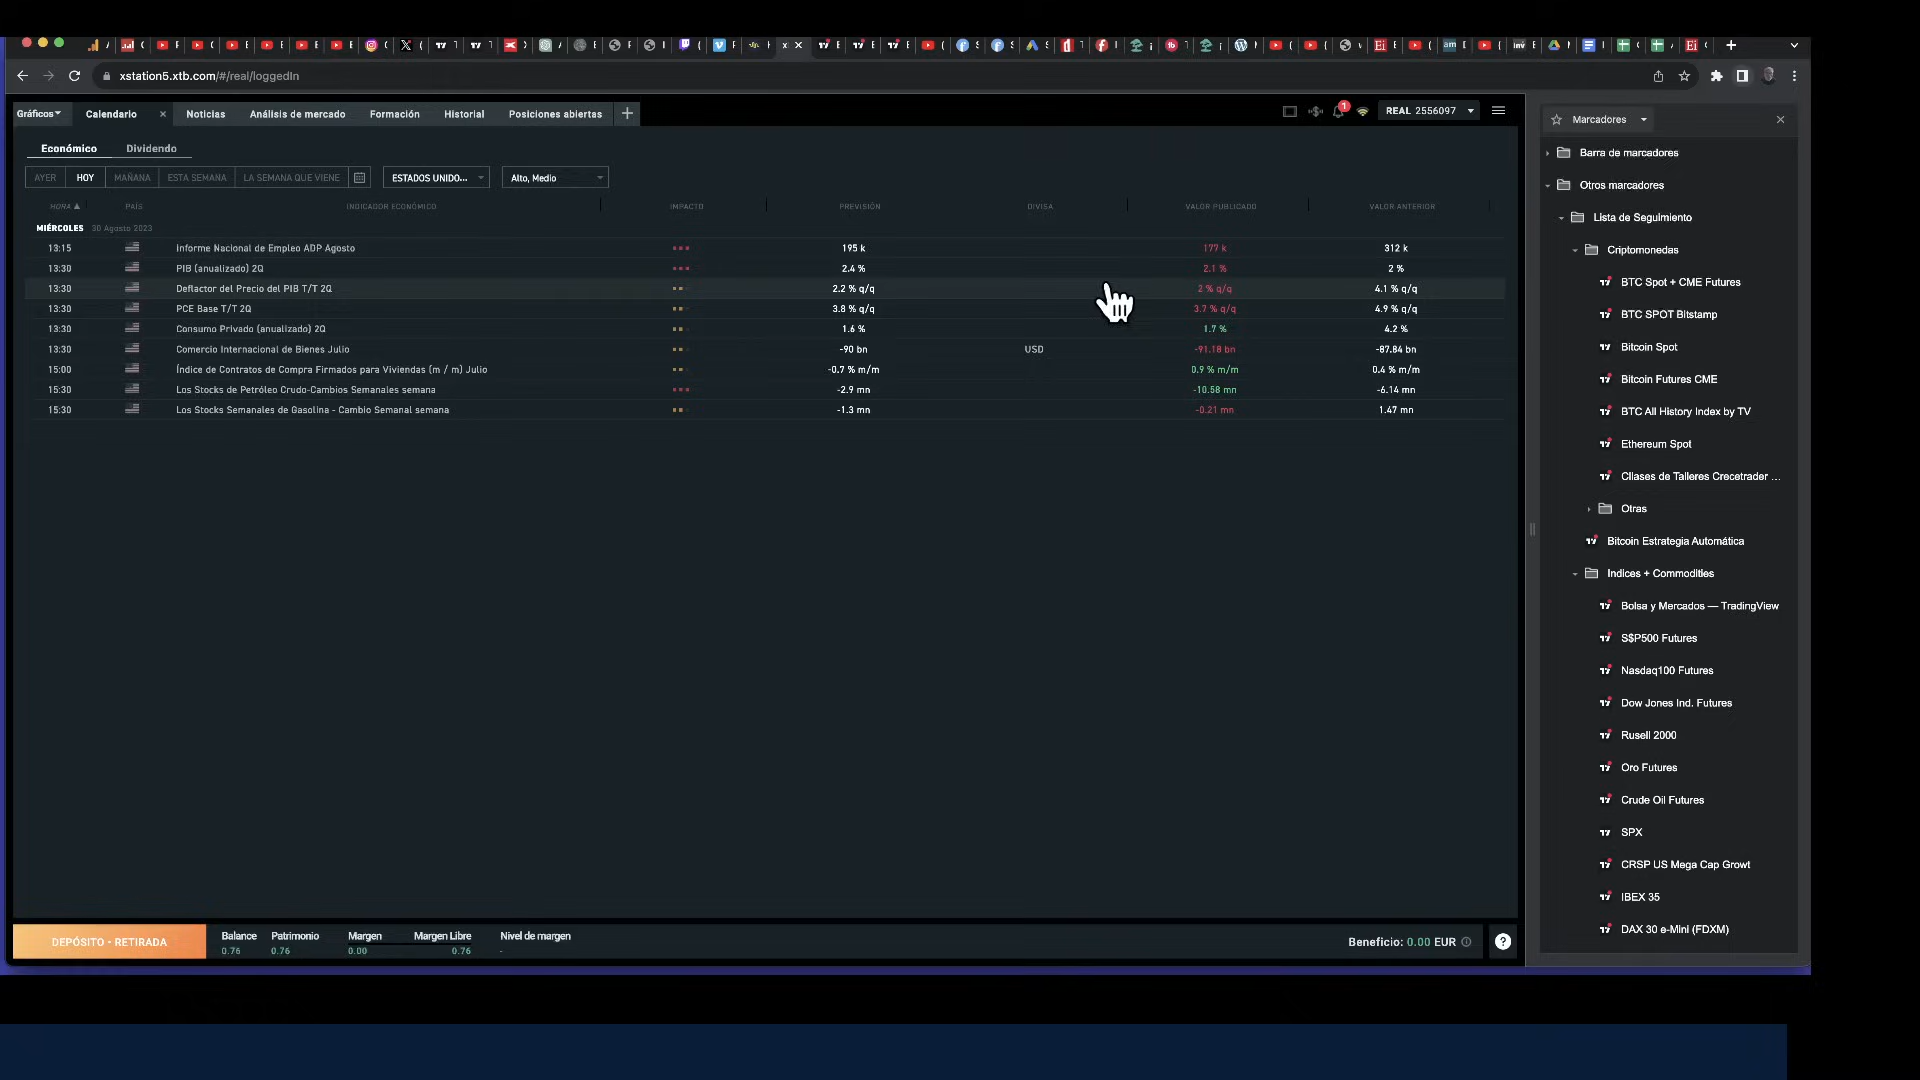 xstation5.xtb.com/#/real/loggedIn
Gráficos Calendario Noticias Análisis de mercado Formación Historial Posiciones abiertas
1 REAL 2556097
Económico Dividendo
AYER HOY MAÑANA ESTA SEMANA LA SEMANA QUE VIENE ESTADOS UNIDO... Alto, Medio
HORA PAÍS INDICADOR ECONÓMICO IMPACTO PREVISIÓN DIVISA VALOR PUBLICADO VALOR ANTERIOR
MIÉRCOLES 30 Agosto 2023
13:15 Informe Nacional de Empleo ADP Agosto 195 k 177 k 312 k
13:30 PIB (anualizado) 2Q 2.4 % 2.1 % 2 %
13:30 Deflactor del Precio del PIB T/T 2Q 2.2 % q/q 2 % q/q 4.1 % q/q
13:30 PCE Base T/T 2Q 3.8 % q/q 3.7 % q/q 4.9 % q/q
13:30 Consumo Privado (anualizado) 2Q 1.6 % 1.7 % 4.2 %
13:30 Comercio Internacional de Bienes Julio -90 bn USD -91.18 bn -87.84 bn
15:00 Índice de Contratos de Compra Firmados para Viviendas (m / m) Julio -0.7 % m/m 0.9 % m/m 0.4 % m/m
15:30 Los Stocks de Petróleo Crudo-Cambios Semanales semana -2.9 mn -10.58 mn -6.14 mn
15:30 Los Stocks Semanales de Gasolina - Cambio Semanal semana -1.3 mn -0.21 mn 1.47 mn
DEPÓSITO - RETIRADA
Balance Patrimonio Margen Margen Libre Nivel de margen
0.76 0.76 0.00 0.76 -
Beneficio: 0.00 EUR ?
Marcadores
Barra de marcadores
Otros marcadores
Lista de Seguimiento
Criptomonedas
BTC Spot + CME Futures
BTC SPOT Bitstamp
Bitcoin Spot
Bitcoin Futures CME
BTC All History Index by TV
Ethereum Spot
Cllases de Talleres Crecetrader ...
Otras
Bitcoin Estrategia Automática
Indices + Commodities
Bolsa y Mercados — TradingView
S$P500 Futures
Nasdaq100 Futures
Dow Jones Ind. Futures
Rusell 2000
Oro Futures
Crude Oil Futures
SPX
CRSP US Mega Cap Growt
IBEX 35
DAX 30 e-Mini (FDXM)